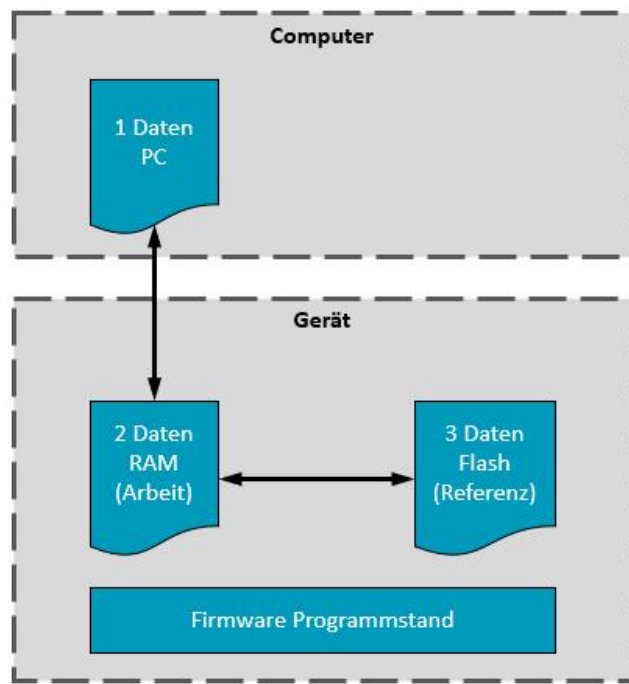 Computer
1 Daten
PC
Gerät
2 Daten
RAM
(Arbeit)
3 Daten
Flash
(Referenz)
Firmware Programmstand